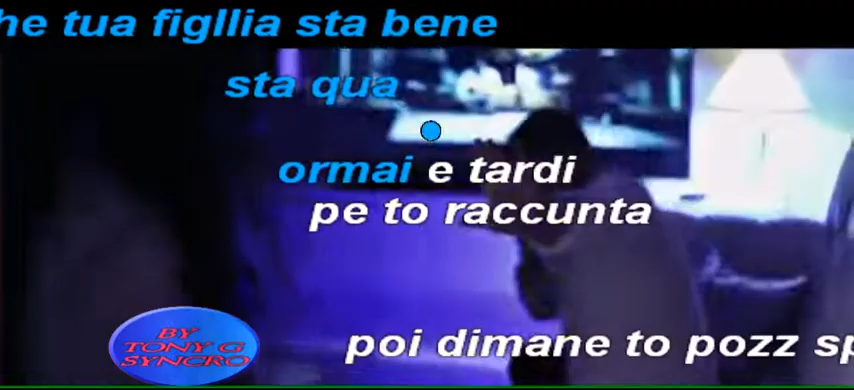 he tua figllia sta bene
sta qua
ormai e tardi
pe to raccunta
poi dimane to pozz sp
BY
TONY G
SYNCRO